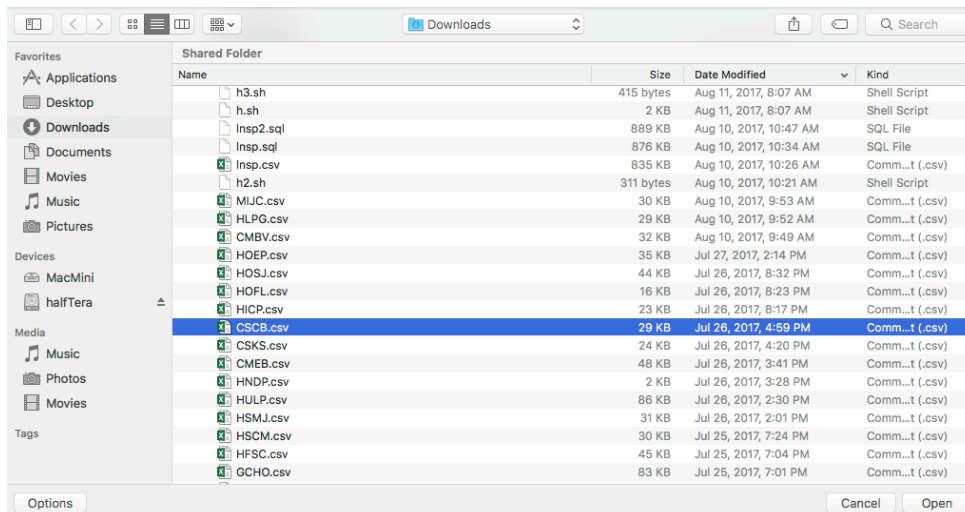 Downloads
Search
Favorites
Applications
Desktop
Downloads
Documents
Movies
Music
Pictures
Devices
MacMini
halfTera
Media
Music
Photos
Movies
Tags
Shared Folder
Name Size Date Modified Kind
h3.sh 415 bytes Aug 11, 2017, 8:07 AM Shell Script
h.sh 2 KB Aug 11, 2017, 8:07 AM Shell Script
Insp2.sql 889 KB Aug 10, 2017, 10:47 AM SQL File
Insp.sql 876 KB Aug 10, 2017, 10:34 AM SQL File
Insp.csv 835 KB Aug 10, 2017, 10:26 AM Comm...t (.csv)
h2.sh 311 bytes Aug 10, 2017, 10:21 AM Shell Script
MIJC.csv 30 KB Aug 10, 2017, 9:53 AM Comm...t (.csv)
HLPG.csv 29 KB Aug 10, 2017, 9:52 AM Comm...t (.csv)
CMBV.csv 32 KB Aug 10, 2017, 9:49 AM Comm...t (.csv)
HOEP.csv 35 KB Jul 27, 2017, 2:14 PM Comm...t (.csv)
HOSJ.csv 44 KB Jul 26, 2017, 8:32 PM Comm...t (.csv)
HOFL.csv 16 KB Jul 26, 2017, 8:23 PM Comm...t (.csv)
HICP.csv 23 KB Jul 26, 2017, 8:17 PM Comm...t (.csv)
CSCB.csv 29 KB Jul 26, 2017, 4:59 PM Comm...t (.csv)
CSKS.csv 24 KB Jul 26, 2017, 4:20 PM Comm...t (.csv)
CMEB.csv 48 KB Jul 26, 2017, 3:41 PM Comm...t (.csv)
HNDP.csv 2 KB Jul 26, 2017, 3:28 PM Comm...t (.csv)
HULP.csv 86 KB Jul 26, 2017, 2:30 PM Comm...t (.csv)
HSMJ.csv 31 KB Jul 26, 2017, 2:01 PM Comm...t (.csv)
HSCM.csv 30 KB Jul 25, 2017, 7:24 PM Comm...t (.csv)
HFSC.csv 45 KB Jul 25, 2017, 7:04 PM Comm...t (.csv)
GCHO.csv 83 KB Jul 25, 2017, 7:01 PM Comm...t (.csv)
Options Cancel Open